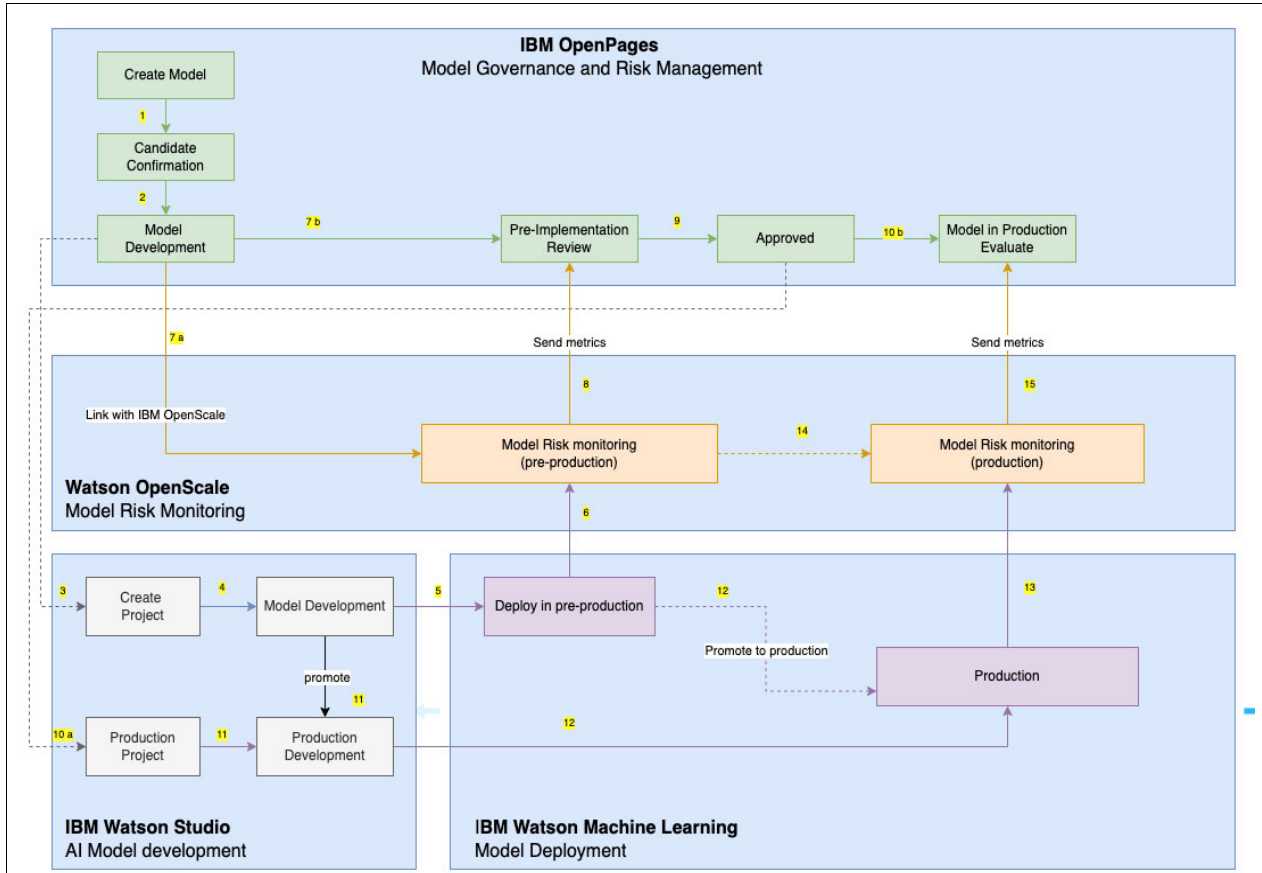 IBM OpenPages
Model Governance and Risk Management
Create Model
1
Candidate
Confirmation
2
Model
Development
7 b
Pre-Implementation
Review
9
Approved
10 b
Model in Production
Evaluate
7 a
Send metrics
Send metrics
8
15
Link with IBM OpenScale
Model Risk monitoring
(pre-production)
14
Model Risk monitoring
(production)
Watson OpenScale
Model Risk Monitoring
6
13
3
Create
Project
4
Model Development
5
Deploy in pre-production
12
Promote to production
Production
promote
11
10 a
Production
Project
11
Production
Development
12
IBM Watson Studio
AI Model development
IBM Watson Machine Learning
Model Deployment